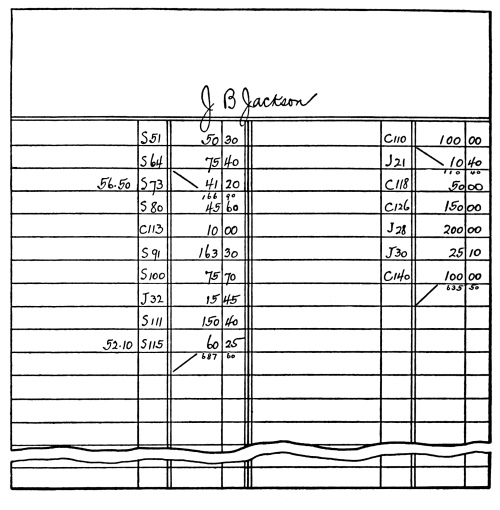 J B Jackson
S51 50 30 C110 100 00
S64 75 40 J21 10 40
110 40
56.50 S73 41 20 C118 50 00
166 90
S80 45 60 C126 150 00
C113 10 00 J28 200 00
S91 163 30 J30 25 10
S100 75 70 C140 100 00
635 50
J32 15 45
S111 150 40
52.10 S115 60 25
687 60